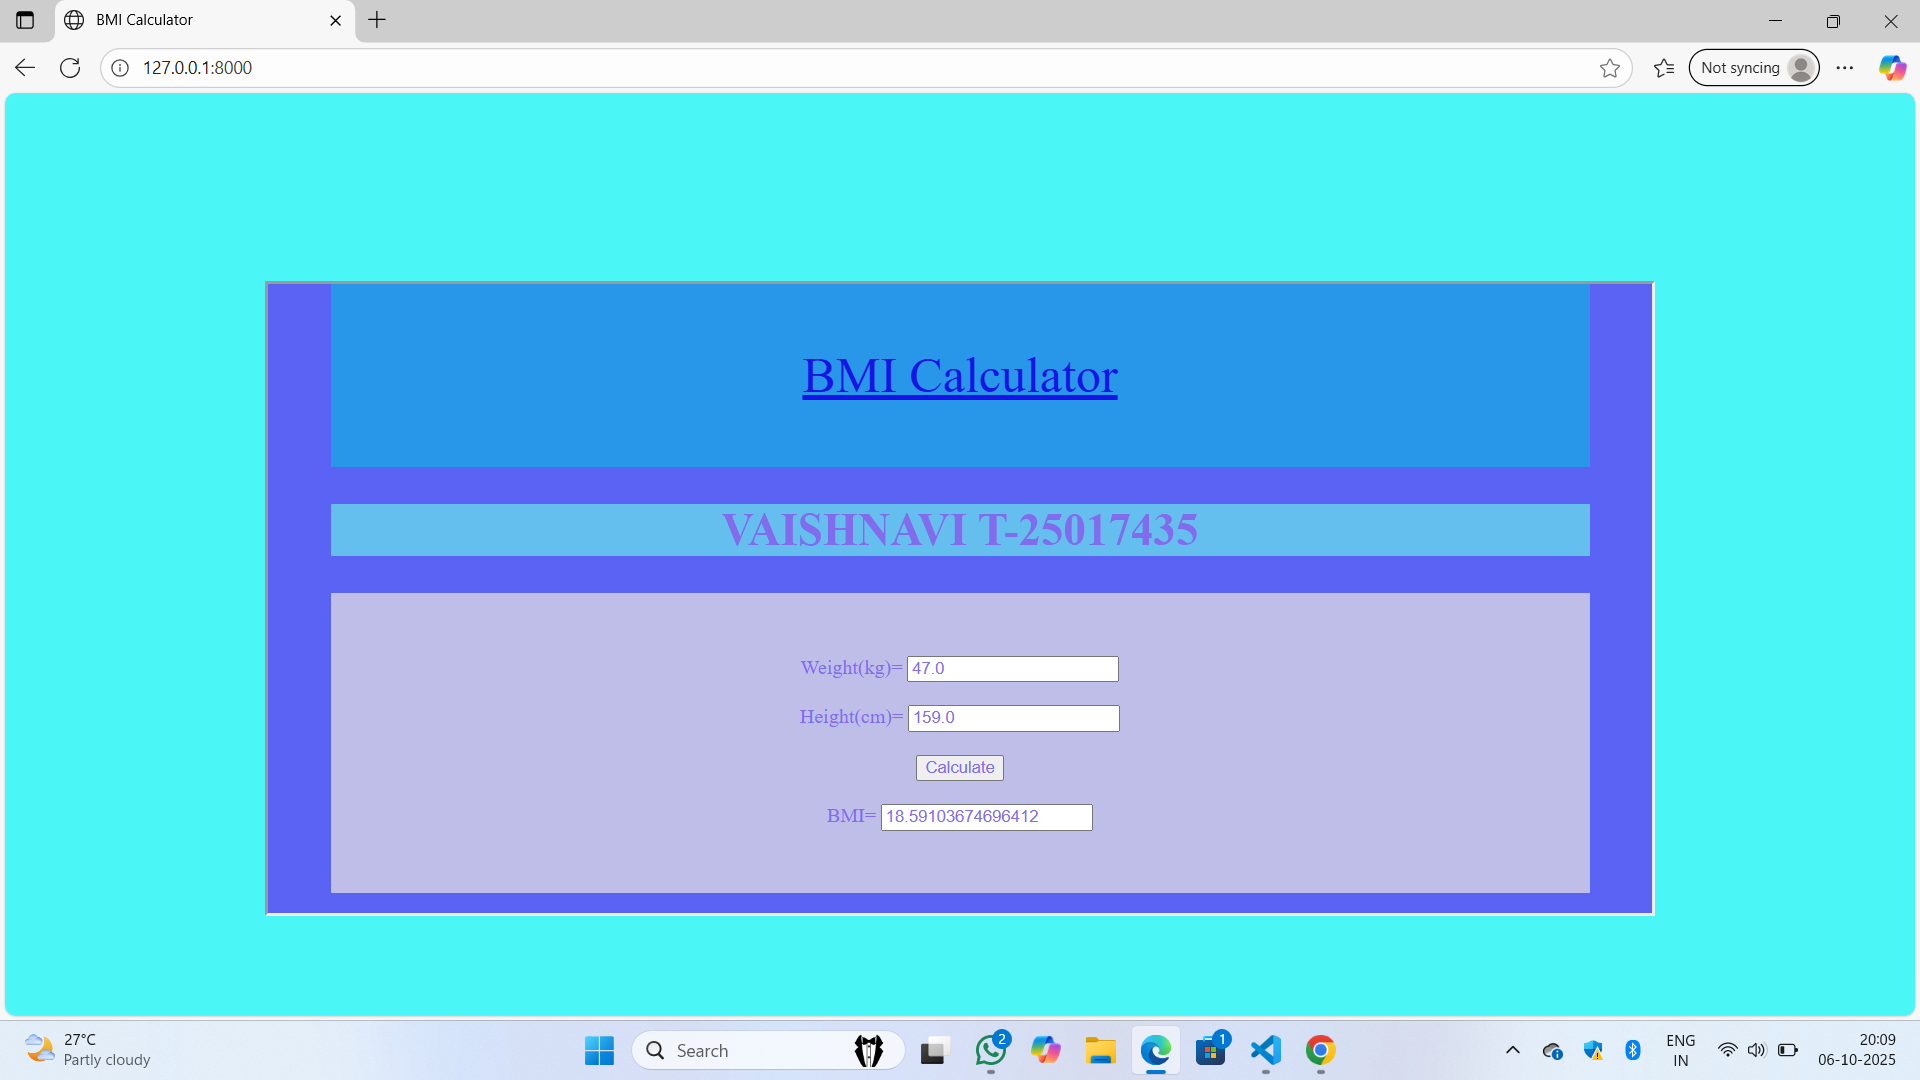 BMI Calculator
127.0.0.1:8000
Not syncing
BMI Calculator
VAISHNAVI T-25017435
Weight(kg)= 47.0
Height(cm)= 159.0
Calculate
BMI= 18.59103674696412
27°C
Partly cloudy
Search
2
1
ENG
IN
20:09
06-10-2025